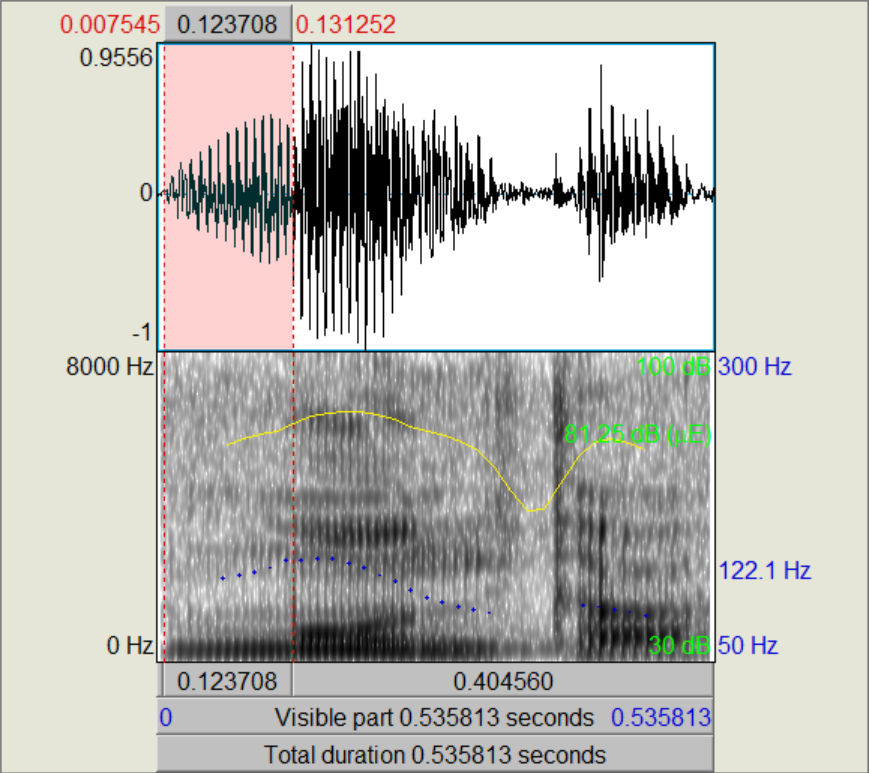 0.007545 0.123708 0.131252
0.9556
0
-1
8000 Hz 100 dB 300 Hz
81.25 dB (µE)
122.1 Hz
0 Hz 30 dB 50 Hz
0.123708 0.404560
0 Visible part 0.535813 seconds 0.535813
Total duration 0.535813 seconds